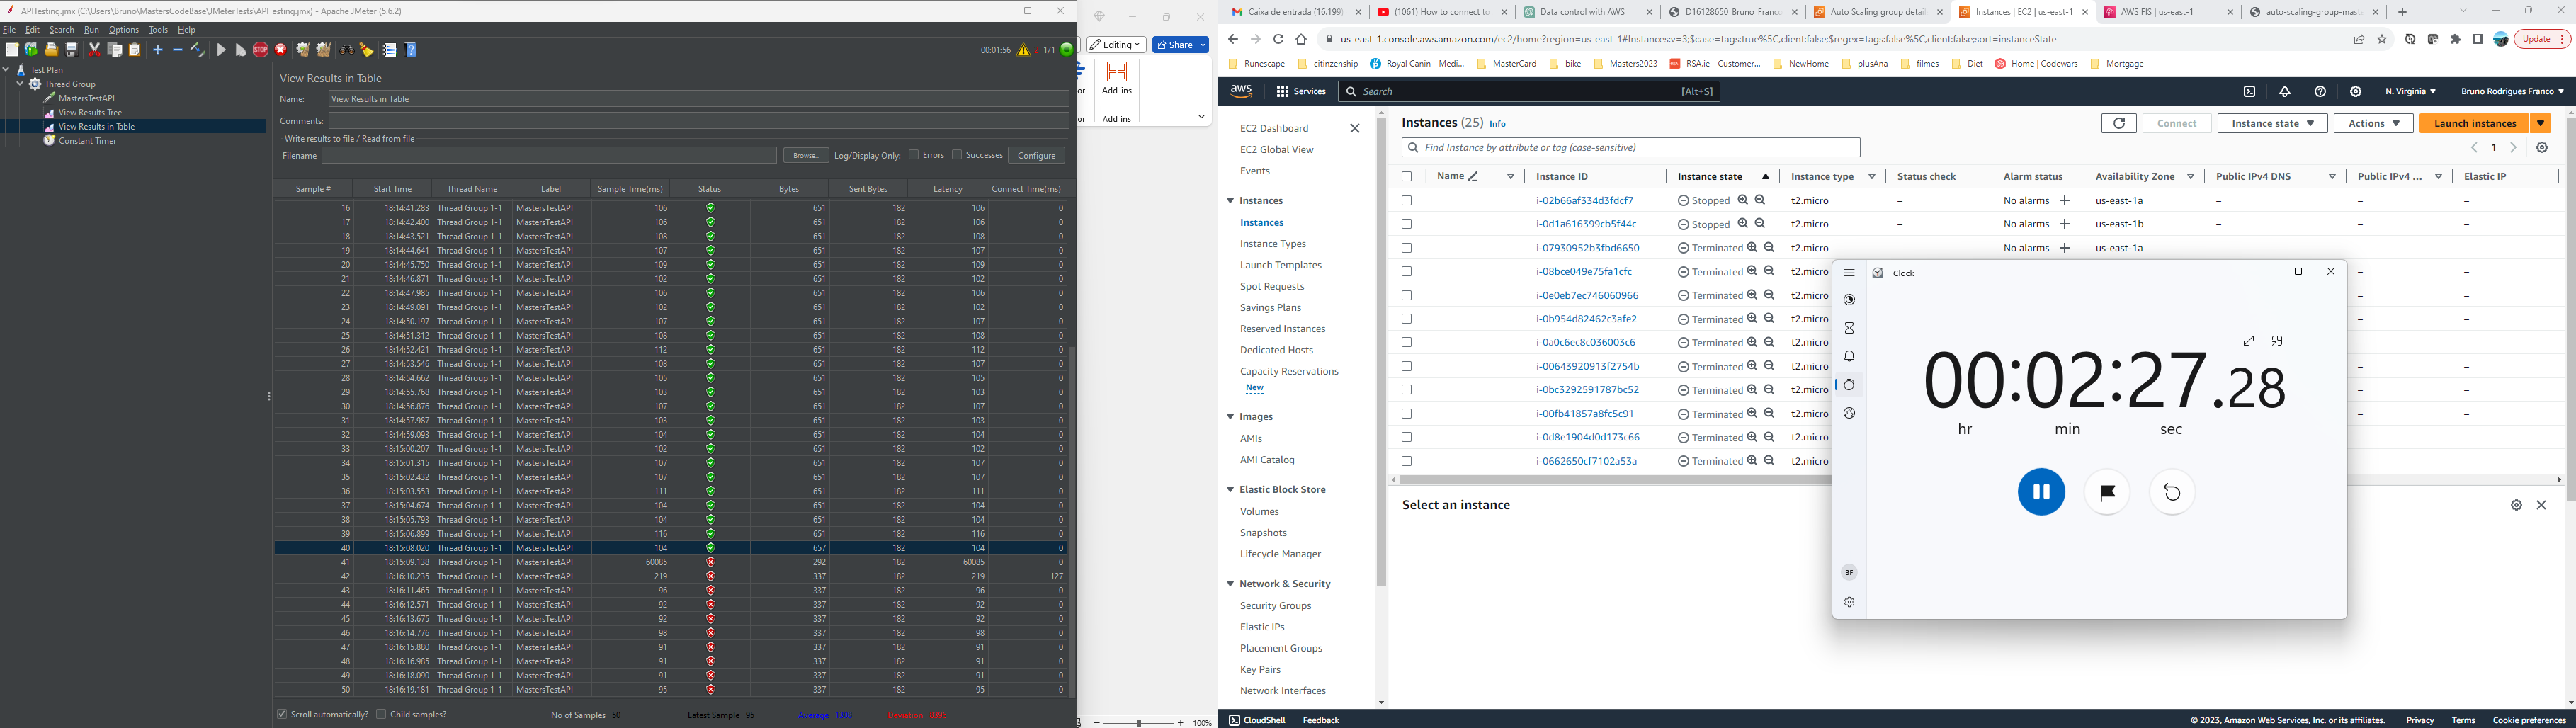 APITesting.jmx (C:\Users\Bruno\MastersCodeBase\JMeterTests\APITesting.jmx) - Apache JMeter (5.6.2)
File Edit Search Run Options Tools Help
00:01:56 2 1/1
Test Plan
Thread Group
MastersTestAPI
View Results Tree
View Results in Table
Constant Timer
View Results in Table
Name: View Results in Table
Comments:
Write results to file / Read from file
Filename Browse... Log/Display Only: Errors Successes Configure
Sample # Start Time Thread Name Label Sample Time(ms) Status Bytes Sent Bytes Latency Connect Time(ms)
16 18:14:41.283 Thread Group 1-1 MastersTestAPI 106 651 182 106 0
17 18:14:42.400 Thread Group 1-1 MastersTestAPI 106 651 182 106 0
18 18:14:43.521 Thread Group 1-1 MastersTestAPI 108 651 182 108 0
19 18:14:44.641 Thread Group 1-1 MastersTestAPI 107 651 182 107 0
20 18:14:45.750 Thread Group 1-1 MastersTestAPI 109 651 182 109 0
21 18:14:46.871 Thread Group 1-1 MastersTestAPI 102 651 182 102 0
22 18:14:47.985 Thread Group 1-1 MastersTestAPI 106 651 182 106 0
23 18:14:49.091 Thread Group 1-1 MastersTestAPI 102 651 182 102 0
24 18:14:50.197 Thread Group 1-1 MastersTestAPI 107 651 182 107 0
25 18:14:51.312 Thread Group 1-1 MastersTestAPI 108 651 182 108 0
26 18:14:52.421 Thread Group 1-1 MastersTestAPI 112 651 182 112 0
27 18:14:53.546 Thread Group 1-1 MastersTestAPI 108 651 182 107 0
28 18:14:54.662 Thread Group 1-1 MastersTestAPI 105 651 182 105 0
29 18:14:55.768 Thread Group 1-1 MastersTestAPI 103 651 182 103 0
30 18:14:56.876 Thread Group 1-1 MastersTestAPI 107 651 182 107 0
31 18:14:57.987 Thread Group 1-1 MastersTestAPI 103 651 182 103 0
32 18:14:59.093 Thread Group 1-1 MastersTestAPI 104 651 182 104 0
33 18:15:00.207 Thread Group 1-1 MastersTestAPI 102 651 182 102 0
34 18:15:01.315 Thread Group 1-1 MastersTestAPI 107 651 182 107 0
35 18:15:02.432 Thread Group 1-1 MastersTestAPI 107 651 182 107 0
36 18:15:03.553 Thread Group 1-1 MastersTestAPI 111 651 182 111 0
37 18:15:04.674 Thread Group 1-1 MastersTestAPI 104 651 182 104 0
38 18:15:05.793 Thread Group 1-1 MastersTestAPI 104 651 182 104 0
39 18:15:06.899 Thread Group 1-1 MastersTestAPI 116 651 182 116 0
40 18:15:08.020 Thread Group 1-1 MastersTestAPI 104 657 182 104 0
41 18:15:09.138 Thread Group 1-1 MastersTestAPI 60085 292 182 60085 0
42 18:16:10.235 Thread Group 1-1 MastersTestAPI 219 337 182 219 127
43 18:16:11.465 Thread Group 1-1 MastersTestAPI 96 337 182 96 0
44 18:16:12.571 Thread Group 1-1 MastersTestAPI 92 337 182 92 0
45 18:16:13.675 Thread Group 1-1 MastersTestAPI 92 337 182 92 0
46 18:16:14.776 Thread Group 1-1 MastersTestAPI 98 337 182 98 0
47 18:16:15.880 Thread Group 1-1 MastersTestAPI 91 337 182 91 0
48 18:16:16.985 Thread Group 1-1 MastersTestAPI 91 337 182 91 0
49 18:16:18.090 Thread Group 1-1 MastersTestAPI 91 337 182 91 0
50 18:16:19.181 Thread Group 1-1 MastersTestAPI 95 337 182 95 0
Scroll automatically? Child samples? No of Samples 50 Latest Sample 95 Average 1308 Deviation 8396
Editing Share
or Add-ins
or Add-ins
100%
Caixa de entrada (16.199) (1061) How to connect to Data control with AWS D16128650_Bruno_Franco Auto Scaling group detail Instances | EC2 | us-east-1 AWS FIS | us-east-1 auto-scaling-group-mast
us-east-1.console.aws.amazon.com/ec2/home?region=us-east-1#Instances:v=3;$case=tags:true%5C,client:false;$regex=tags:false%5C,client:false;sort=instanceState Update
Runescape citinzenship Royal Canin - Medi... MasterCard bike Masters2023 RSA.ie - Customer... NewHome plusAna filmes Diet Home | Codewars Mortgage
aws Services Search [Alt+S] N. Virginia Bruno Rodrigues Franco
EC2 Dashboard
EC2 Global View
Events
Instances
Instances
Instance Types
Launch Templates
Spot Requests
Savings Plans
Reserved Instances
Dedicated Hosts
Capacity Reservations
New
Images
AMIs
AMI Catalog
Elastic Block Store
Volumes
Snapshots
Lifecycle Manager
Network & Security
Security Groups
Elastic IPs
Placement Groups
Key Pairs
Network Interfaces
Instances (25) Info Connect Instance state Actions Launch instances
Find Instance by attribute or tag (case-sensitive) 1
Name Instance ID Instance state Instance type Status check Alarm status Availability Zone Public IPv4 DNS Public IPv4 ... Elastic IP
i-02b66af334d3fdcf7 Stopped t2.micro – No alarms + us-east-1a – – –
i-0d1a616399cb5f44c Stopped t2.micro – No alarms + us-east-1b – – –
i-07930952b3fbd6650 Terminated t2.micro – No alarms + us-east-1a – – –
i-08bce049e75fa1cfc Terminated t2.micro – –
i-0e0eb7ec746060966 Terminated t2.micro – –
i-0b954d82462c3afe2 Terminated t2.micro – –
i-0a0c6ec8c036003c6 Terminated t2.micro – –
i-00643920913f2754b Terminated t2.micro – –
i-0bc3292591787bc52 Terminated t2.micro – –
i-00fb41857a8fc5c91 Terminated t2.micro – –
i-0d8e1904d0d173c66 Terminated t2.micro – –
i-0662650cf7102a53a Terminated t2.micro – –
Select an instance
Clock
00:02:27.28
hr min sec
BF
CloudShell Feedback © 2023, Amazon Web Services, Inc. or its affiliates. Privacy Terms Cookie preferences